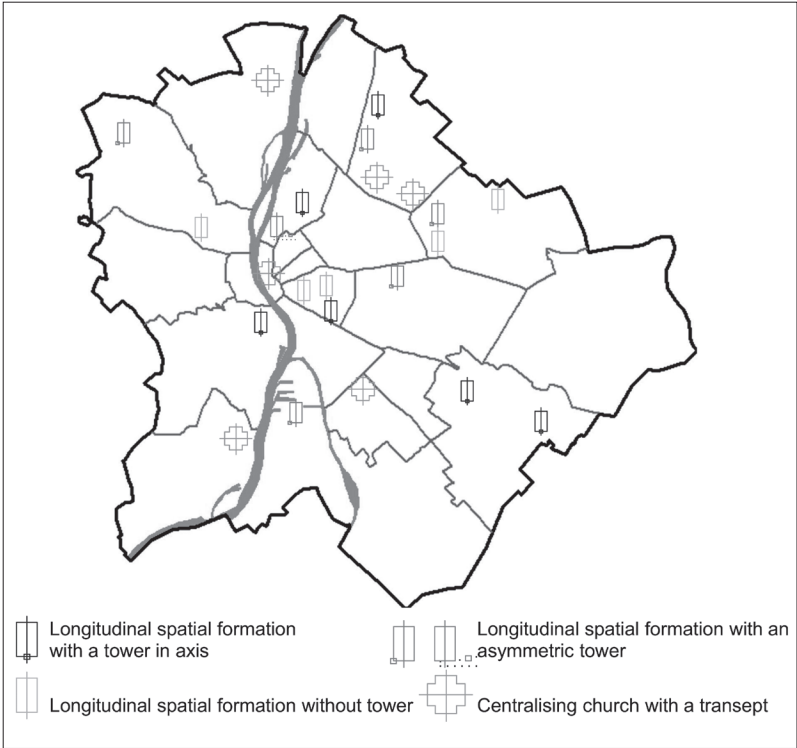 Longitudinal spatial formation
with a tower in axis
Longitudinal spatial formation with an
asymmetric tower
Longitudinal spatial formation without tower
Centralising church with a transept